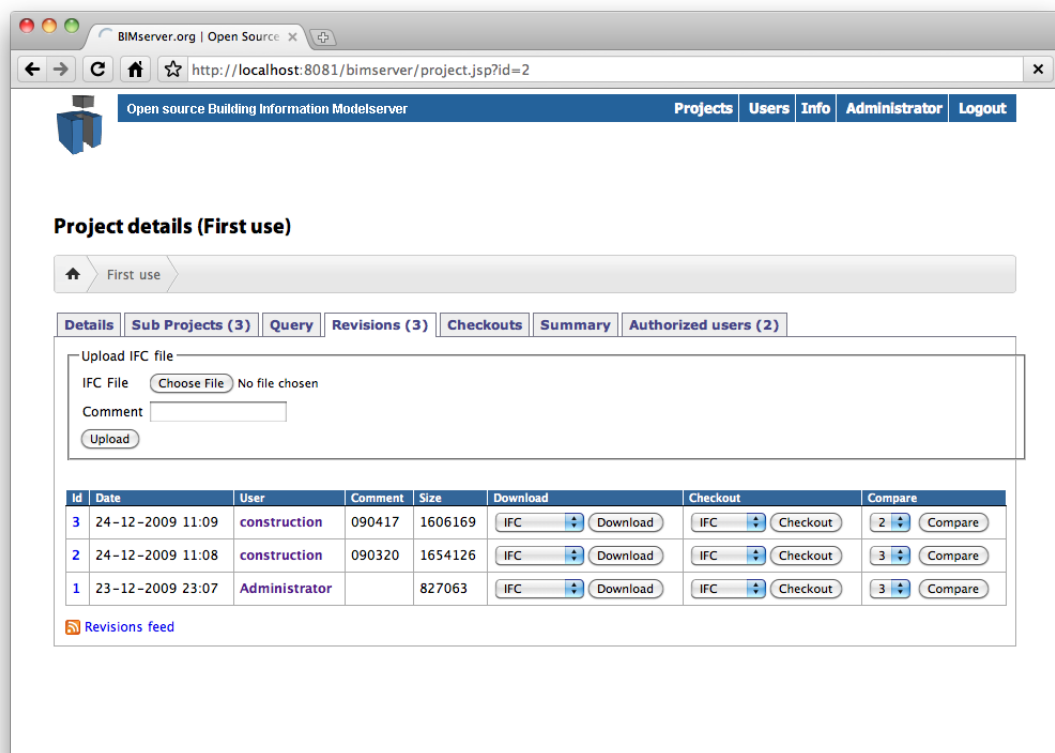 BIMserver.org | Open Source
http://localhost:8081/bimserver/project.jsp?id=2
Open source Building Information Modelserver Projects Users Info Administrator Logout
Project details (First use)
First use
Details Sub Projects (3) Query Revisions (3) Checkouts Summary Authorized users (2)
Upload IFC file
IFC File Choose File No file chosen
Comment
Upload
Id Date User Comment Size Download Checkout Compare
3 24-12-2009 11:09 construction 090417 1606169 IFC Download IFC Checkout 2 Compare
2 24-12-2009 11:08 construction 090320 1654126 IFC Download IFC Checkout 3 Compare
1 23-12-2009 23:07 Administrator 827063 IFC Download IFC Checkout 3 Compare
Revisions feed